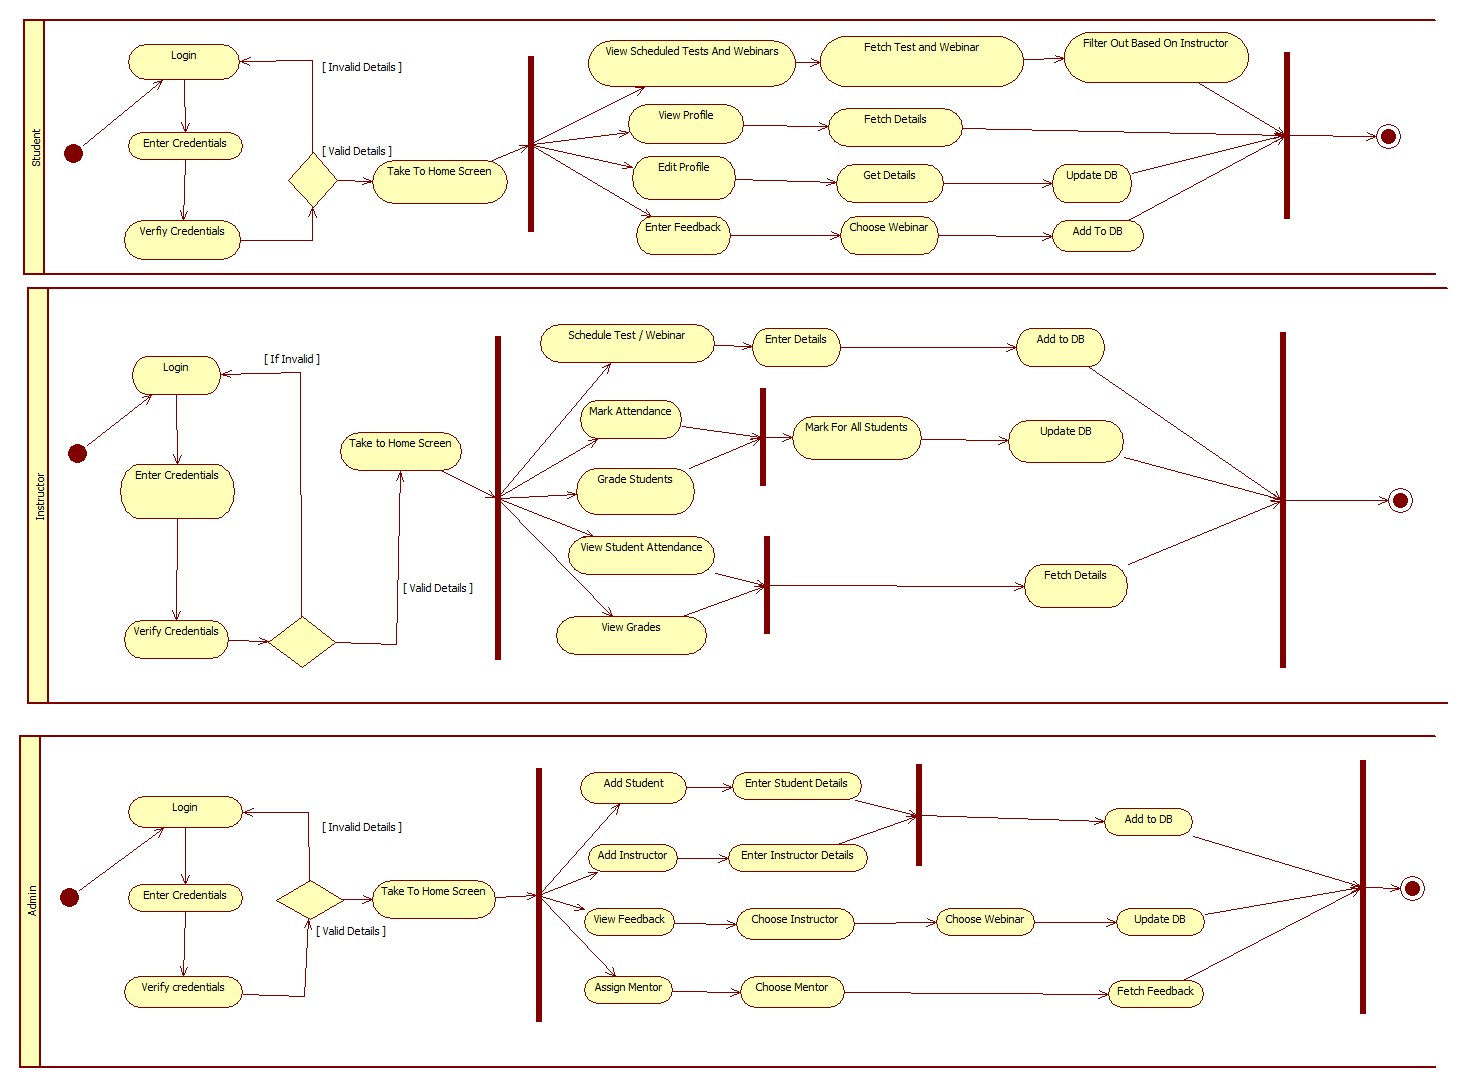 Student
Login
[ Invalid Details ]
Enter Credentials
[ Valid Details ]
Take To Home Screen
Verfiy Credentials
View Scheduled Tests And Webinars
Fetch Test and Webinar
Filter Out Based On Instructor
View Profile
Fetch Details
Edit Profile
Get Details
Update DB
Enter Feedback
Choose Webinar
Add To DB
Instructor
Login
[ If Invalid ]
Enter Credentials
Take to Home Screen
[ Valid Details ]
Verify Credentials
Schedule Test / Webinar
Enter Details
Add to DB
Mark Attendance
Mark For All Students
Update DB
Grade Students
View Student Attendance
Fetch Details
View Grades
Admin
Login
[ Invalid Details ]
Enter Credentials
Take To Home Screen
[ Valid Details ]
Verify credentials
Add Student
Enter Student Details
Add to DB
Add Instructor
Enter Instructor Details
View Feedback
Choose Instructor
Choose Webinar
Update DB
Assign Mentor
Choose Mentor
Fetch Feedback